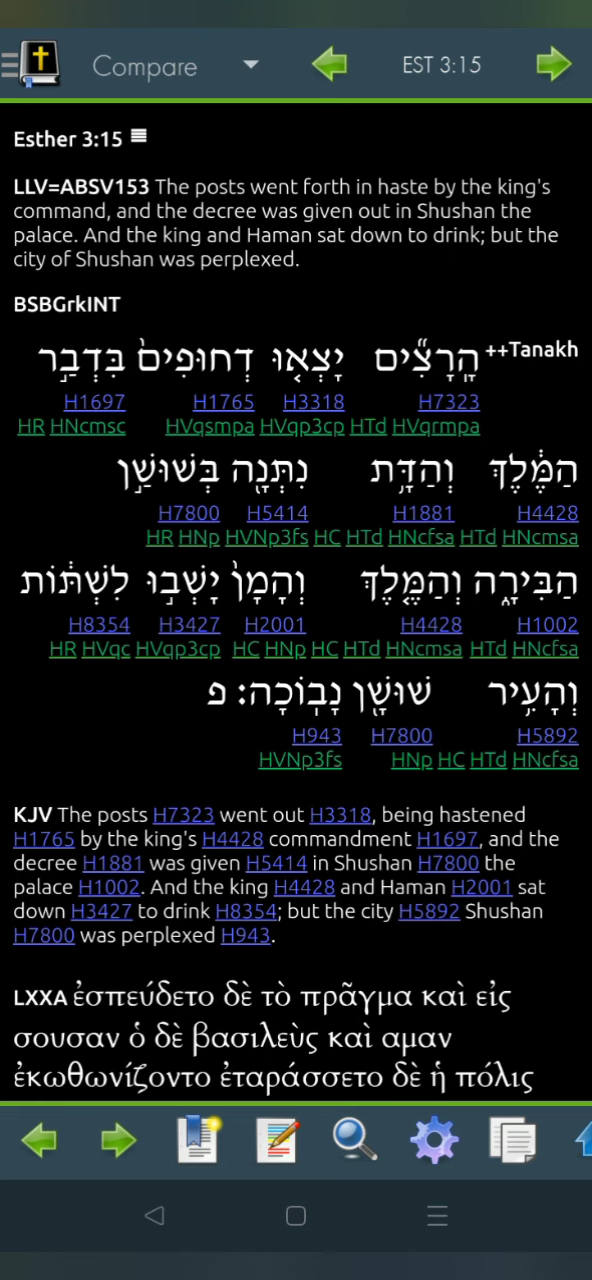 Compare
EST 3:15
Esther 3:15
LLV=ABSV153 The posts went forth in haste by the king's
command, and the decree was given out in Shushan the
palace. And the king and Haman sat down to drink; but the
city of Shushan was perplexed.
BSBGrkINT
++Tanakh הָֽרָצִ֞ים יָצְא֤וּ דְחוּפִים֙ בִּדְבַ֣ר
H1697 H1765 H3318 H7323
HR HNcmsc HVqsmpa HVqp3cp HTd HVqrmpa
הַמֶּ֔לֶךְ וְהַדָּ֥ת נִתְּנָ֖ה בְּשׁוּשַׁ֣ן
H7800 H5414 H1881 H4428
HR HNp HVNp3fs HC HTd HNcfsa HTd HNcmsa
הַבִּירָ֑ה וְהַמֶּ֤לֶךְ וְהָמָן֙ יָשְׁב֣וּ לִשְׁתּ֔וֹת
H8354 H3427 H2001 H4428 H1002
HR HVqc HVqp3cp HC HNp HC HTd HNcmsa HTd HNcfsa
וְהָעִ֥יר שׁוּשָׁ֖ן נָבֽוֹכָה׃ פ
H943 H7800 H5892
HVNp3fs HNp HC HTd HNcfsa
KJV The posts H7323 went out H3318, being hastened
H1765 by the king's H4428 commandment H1697, and the
decree H1881 was given H5414 in Shushan H7800 the
palace H1002. And the king H4428 and Haman H2001 sat
down H3427 to drink H8354; but the city H5892 Shushan
H7800 was perplexed H943.
LXXA ἐσπεύδετο δὲ τὸ πρᾶγμα καὶ εἰς
σουσαν ὁ δὲ βασιλεὺς καὶ αμαν
ἐκωθωνίζοντο ἐταράσσετο δὲ ἡ πόλις